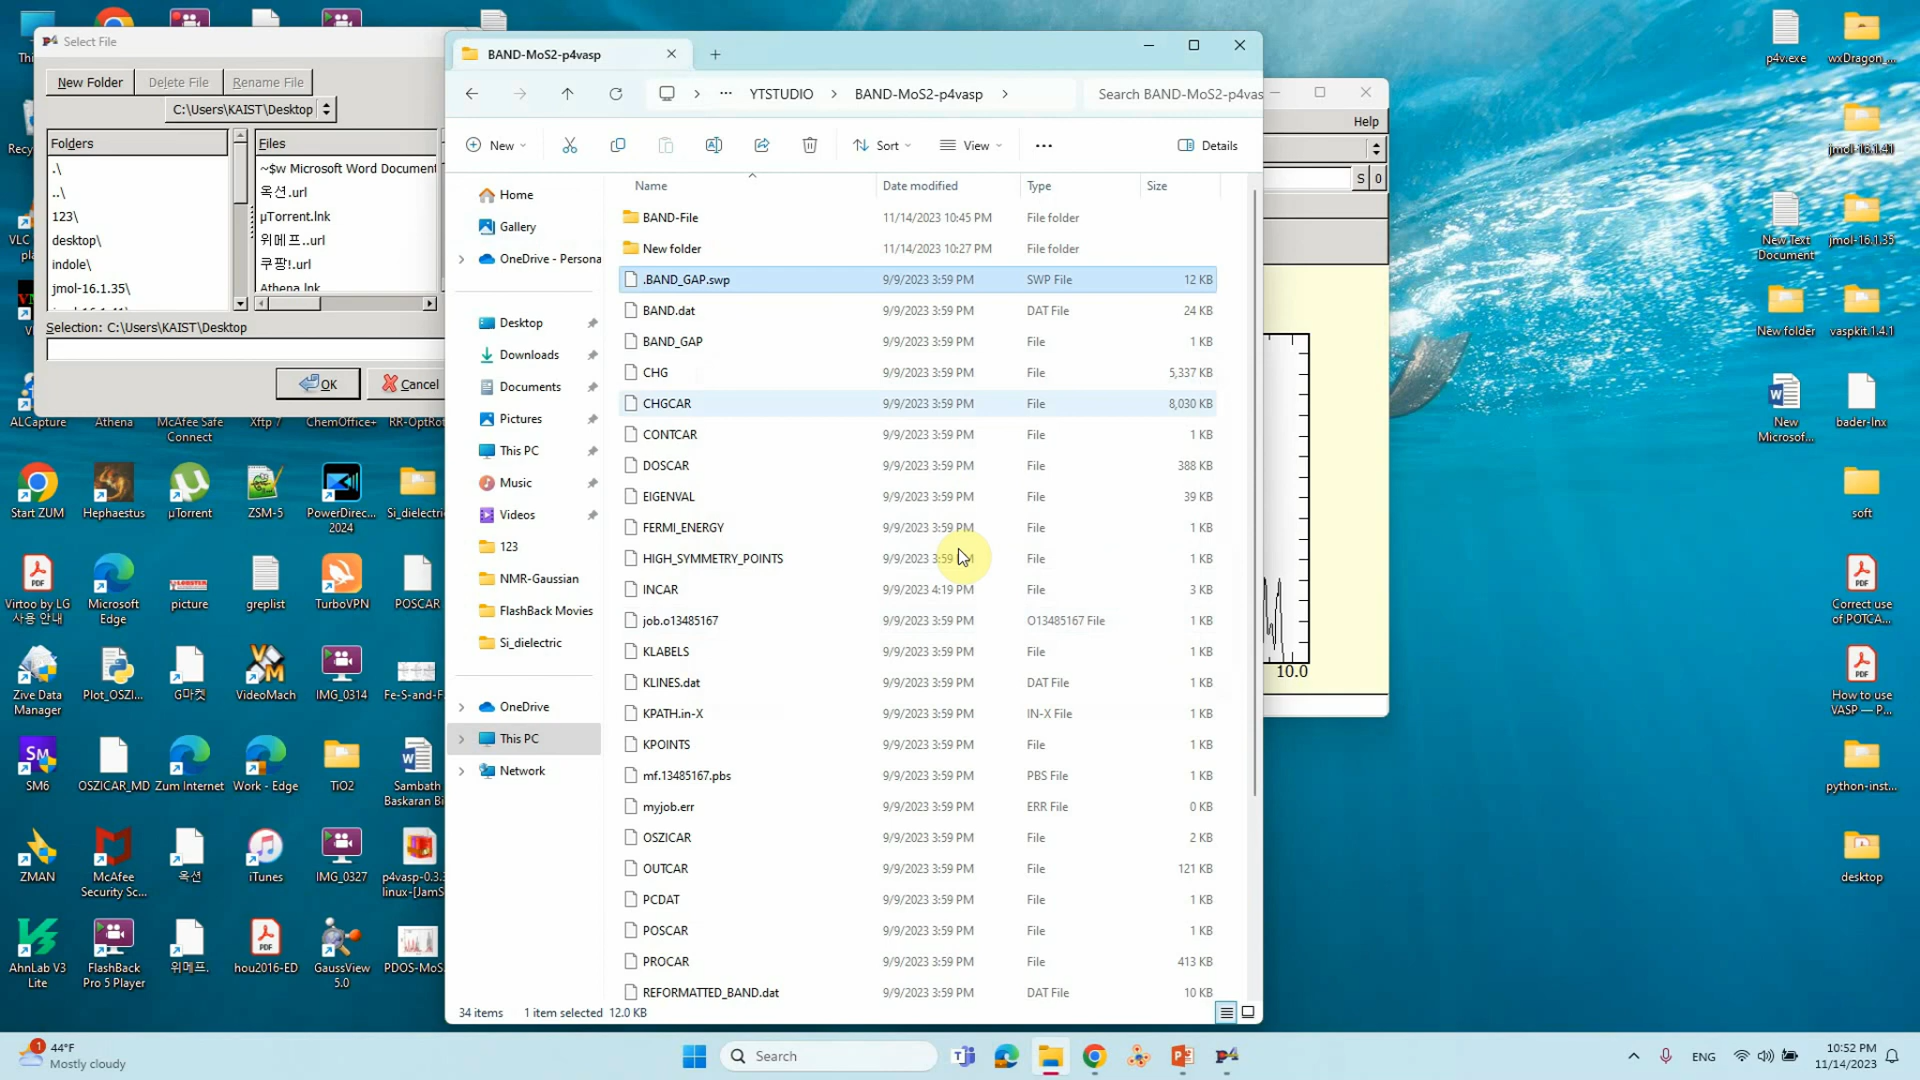 Select File
New Folder
Delete File
Rename File
C:\Users\KAIST\Desktop
Folders
Files
.\
..\
123\
desktop\
indole\
jmol-16.1.35\
~$w Microsoft Word Document
옥션.url
µTorrent.lnk
위메프..url
쿠팡!.url
Athena.lnk
Selection: C:\Users\KAIST\Desktop
OK
Cancel
BAND-MoS2-p4vasp
YTSTUDIO
BAND-MoS2-p4vasp
Search BAND-MoS2-p4vas
New
Sort
View
Details
Home
Gallery
OneDrive - Persona
Desktop
Downloads
Documents
Pictures
This PC
Music
Videos
123
NMR-Gaussian
FlashBack Movies
Si_dielectric
OneDrive
This PC
Network
Name Date modified Type Size
BAND-File 11/14/2023 10:45 PM File folder
New folder 11/14/2023 10:27 PM File folder
.BAND_GAP.swp 9/9/2023 3:59 PM SWP File 12 KB
BAND.dat 9/9/2023 3:59 PM DAT File 24 KB
BAND_GAP 9/9/2023 3:59 PM File 1 KB
CHG 9/9/2023 3:59 PM File 5,337 KB
CHGCAR 9/9/2023 3:59 PM File 8,030 KB
CONTCAR 9/9/2023 3:59 PM File 1 KB
DOSCAR 9/9/2023 3:59 PM File 388 KB
EIGENVAL 9/9/2023 3:59 PM File 39 KB
FERMI_ENERGY 9/9/2023 3:59 PM File 1 KB
HIGH_SYMMETRY_POINTS 9/9/2023 3:59 PM File 1 KB
INCAR 9/9/2023 4:19 PM File 3 KB
job.o13485167 9/9/2023 3:59 PM O13485167 File 1 KB
KLABELS 9/9/2023 3:59 PM File 1 KB
KLINES.dat 9/9/2023 3:59 PM DAT File 1 KB
KPATH.in-X 9/9/2023 3:59 PM IN-X File 1 KB
KPOINTS 9/9/2023 3:59 PM File 1 KB
mf.13485167.pbs 9/9/2023 3:59 PM PBS File 1 KB
myjob.err 9/9/2023 3:59 PM ERR File 0 KB
OSZICAR 9/9/2023 3:59 PM File 2 KB
OUTCAR 9/9/2023 3:59 PM File 121 KB
PCDAT 9/9/2023 3:59 PM File 1 KB
POSCAR 9/9/2023 3:59 PM File 1 KB
PROCAR 9/9/2023 3:59 PM File 413 KB
REFORMATTED_BAND.dat 9/9/2023 3:59 PM DAT File 10 KB
34 items 1 item selected 12.0 KB
Help
S
0
10.0
p4v.exe
wxDragon_...
jmol-16.1.41
New Text
Document
jmol-16.1.35
New folder
vaspkit.1.4.1
New
Microsof...
bader-lnx
soft
Correct use
of POTCA...
How to use
VASP — P...
python-inst...
desktop
ALCapture
Athena
McAfee Safe
Connect
Xftp 7
ChemOffice+
RR-OptRot
Start ZUM
Hephaestus
µTorrent
ZSM-5
PowerDirec...
2024
Si_dielectric
Virtoo by LG
사용 안내
Microsoft
Edge
picture
greplist
TurboVPN
POSCAR
Zive Data
Manager
Plot_OSZI...
G마켓
VideoMach
IMG_0314
Fe-S-and-F
SM6
OSZICAR_MD
Zum Internet
Work - Edge
TiO2
Sambath
Baskaran Bi
ZMAN
McAfee
Security Sc...
옥션
iTunes
IMG_0327
p4vasp-0.3.3
linux-[JamS
AhnLab V3
Lite
FlashBack
Pro 5 Player
위메프.
hou2016-ED
GaussView
5.0
PDOS-MoS
1
44°F
Mostly cloudy
Search
ENG
10:52 PM
11/14/2023